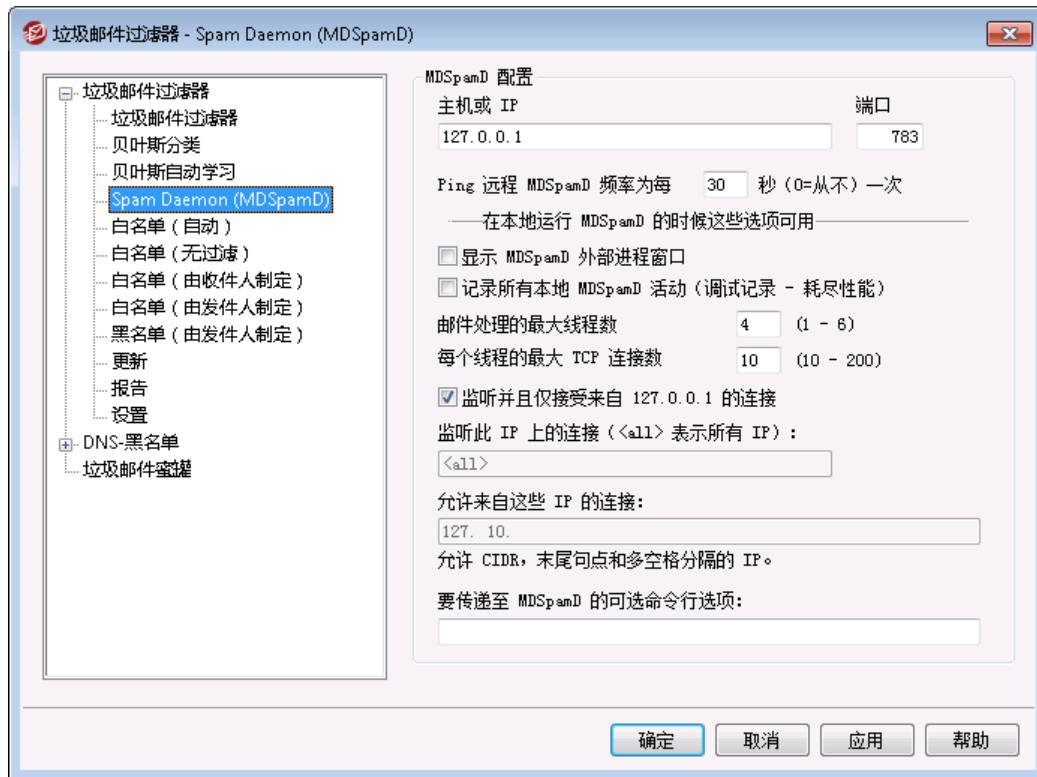 垃圾邮件过滤器 - Spam Daemon (MDSpamD)
垃圾邮件过滤器
垃圾邮件过滤器
贝叶斯分类
贝叶斯自动学习
Spam Daemon (MDSpamD)
白名单 ( 自动 )
白名单 ( 无过滤 )
白名单 ( 由收件人制定 )
白名单 ( 由发件人制定 )
黑名单 ( 由发件人制定 )
更新
报告
设置
DNS-黑名单
垃圾邮件蜜罐
MDSpamD 配置
主机或 IP 端口
127.0.0.1 783
Ping 远程 MDSpamD 频率为每 30 秒 (0=从不) 一次
在本地运行 MDSpamD 的时候这些选项可用
显示 MDSpamD 外部进程窗口
记录所有本地 MDSpamD 活动 (调试记录 - 耗尽性能)
邮件处理的最大线程数 4 (1 - 6)
每个线程的最大 TCP 连接数 10 (10 - 200)
监听并且仅接受来自 127.0.0.1 的连接
监听此 IP 上的连接 (<all> 表示所有 IP) :
<all>
允许来自这些 IP 的连接:
127. 10.
允许 CIDR, 末尾句点和多空格分隔的 IP。
要传递至 MDSpamD 的可选命令行选项:
确定 取消 应用 帮助